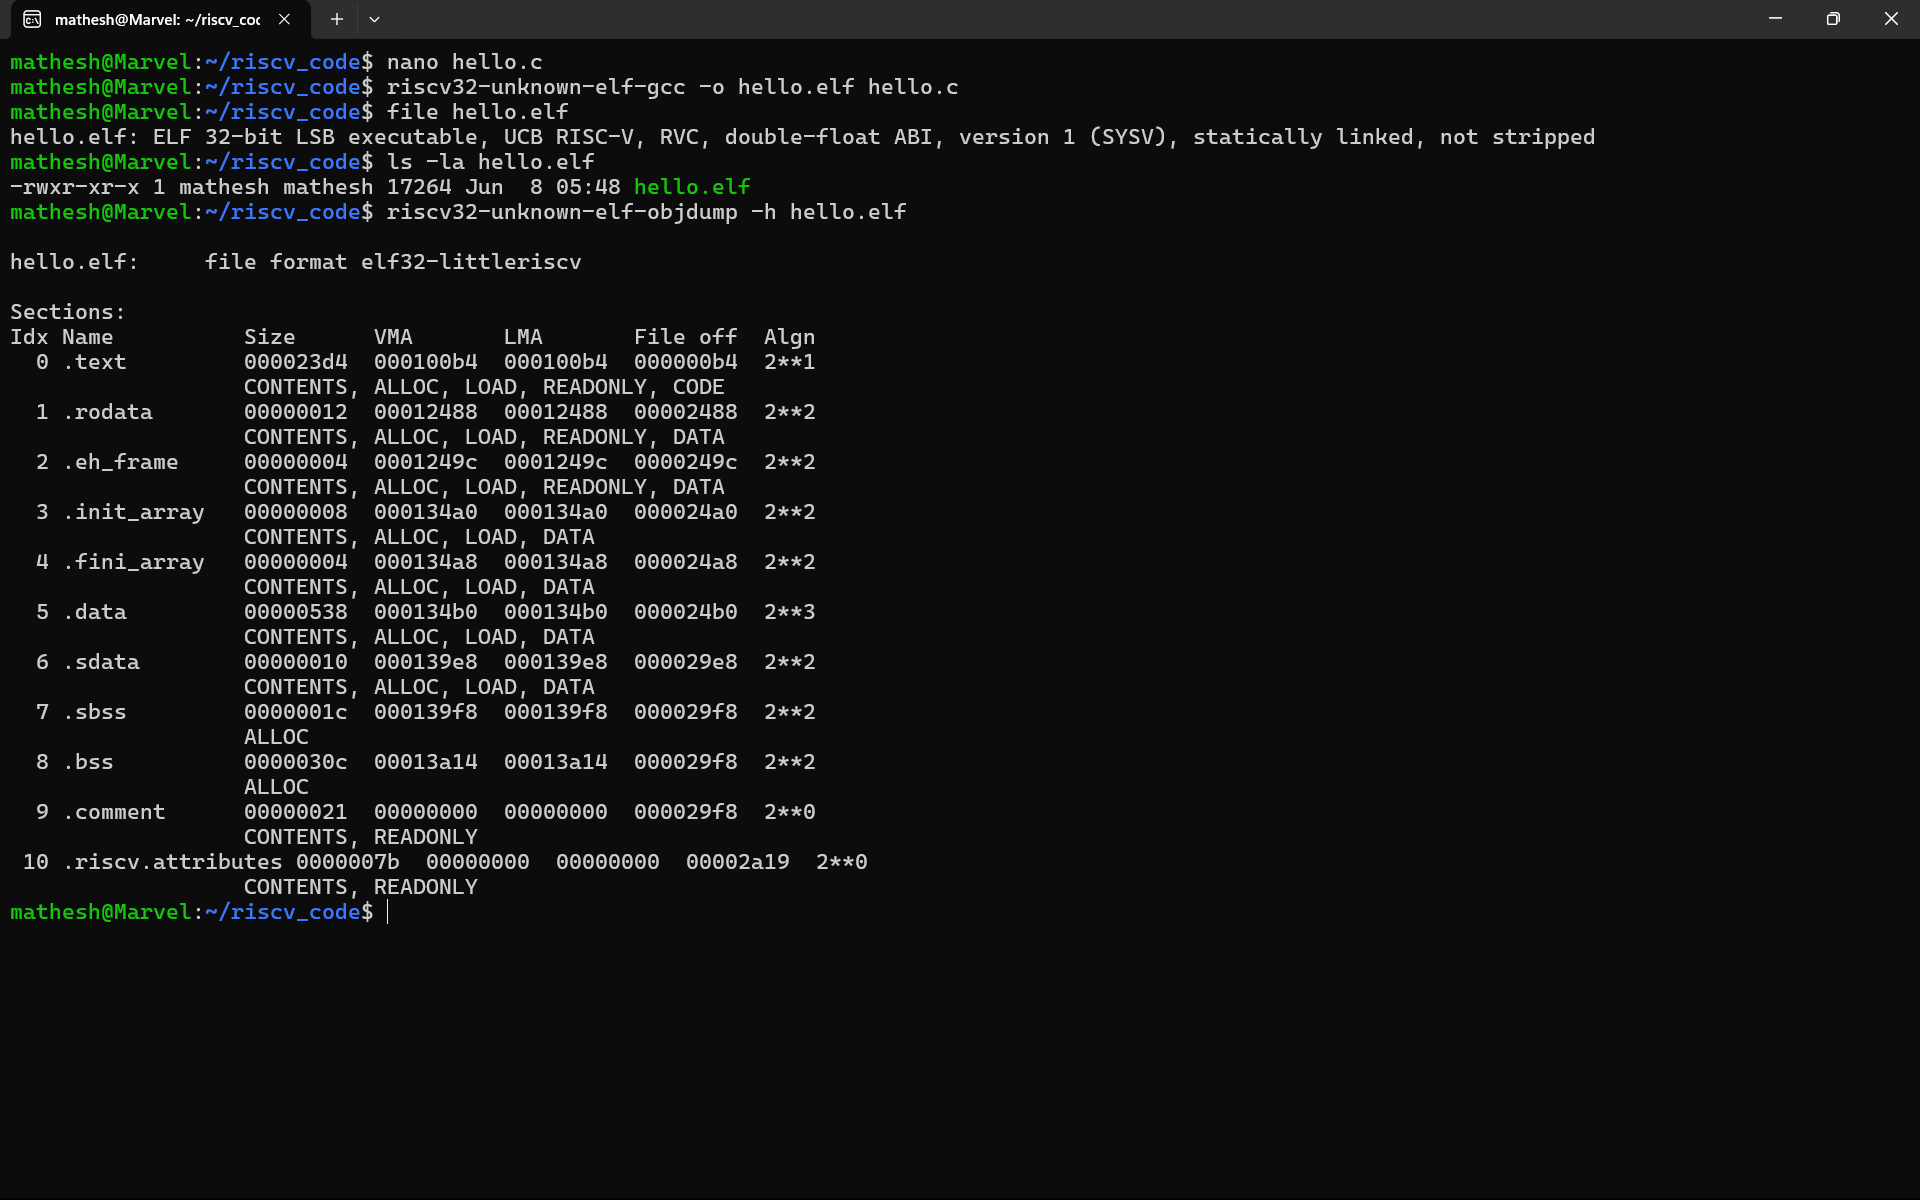 mathesh@Marvel: ~/riscv_coc
mathesh@Marvel:~/riscv_code$ nano hello.c
mathesh@Marvel:~/riscv_code$ riscv32-unknown-elf-gcc -o hello.elf hello.c
mathesh@Marvel:~/riscv_code$ file hello.elf
hello.elf: ELF 32-bit LSB executable, UCB RISC-V, RVC, double-float ABI, version 1 (SYSV), statically linked, not stripped
mathesh@Marvel:~/riscv_code$ ls -la hello.elf
-rwxr-xr-x 1 mathesh mathesh 17264 Jun  8 05:48 hello.elf
mathesh@Marvel:~/riscv_code$ riscv32-unknown-elf-objdump -h hello.elf
hello.elf:     file format elf32-littleriscv
Sections:
Idx Name          Size      VMA       LMA       File off  Algn
  0 .text         000023d4  000100b4  000100b4  000000b4  2**1
                  CONTENTS, ALLOC, LOAD, READONLY, CODE
  1 .rodata       00000012  00012488  00012488  00002488  2**2
                  CONTENTS, ALLOC, LOAD, READONLY, DATA
  2 .eh_frame     00000004  0001249c  0001249c  0000249c  2**2
                  CONTENTS, ALLOC, LOAD, READONLY, DATA
  3 .init_array   00000008  000134a0  000134a0  000024a0  2**2
                  CONTENTS, ALLOC, LOAD, DATA
  4 .fini_array   00000004  000134a8  000134a8  000024a8  2**2
                  CONTENTS, ALLOC, LOAD, DATA
  5 .data         00000538  000134b0  000134b0  000024b0  2**3
                  CONTENTS, ALLOC, LOAD, DATA
  6 .sdata        00000010  000139e8  000139e8  000029e8  2**2
                  CONTENTS, ALLOC, LOAD, DATA
  7 .sbss         0000001c  000139f8  000139f8  000029f8  2**2
                  ALLOC
  8 .bss          0000030c  00013a14  00013a14  000029f8  2**2
                  ALLOC
  9 .comment      00000021  00000000  00000000  000029f8  2**0
                  CONTENTS, READONLY
 10 .riscv.attributes 0000007b  00000000  00000000  00002a19  2**0
                  CONTENTS, READONLY
mathesh@Marvel:~/riscv_code$